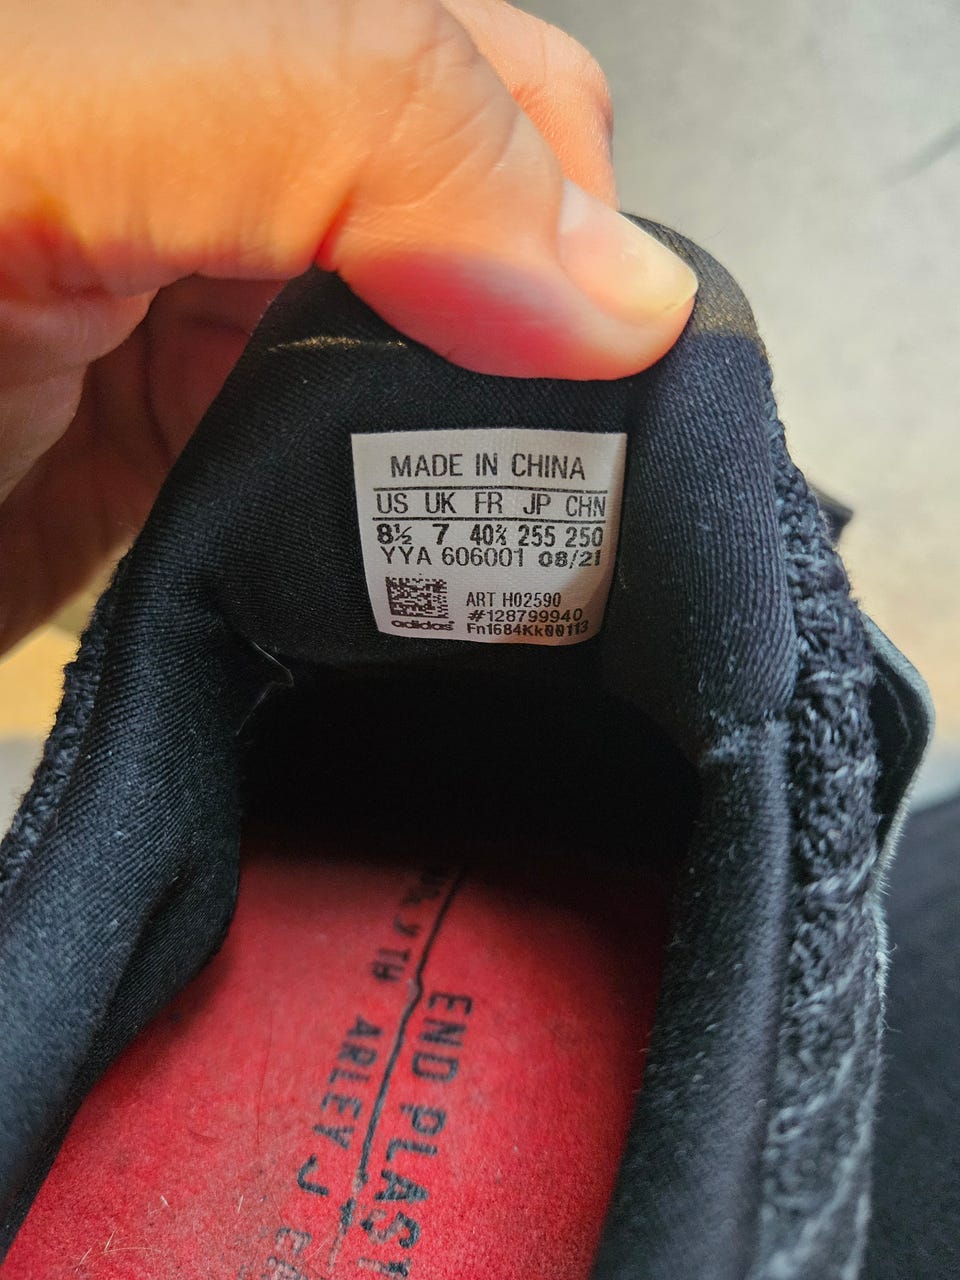 MADE IN CHINA
US UK FR JP CHN
8½ 7 40⅔ 255 250
YYA 606001 08/21
ART H02590
#128799940
adidas Fn1684Kk00113
END PLAST
ARLEY